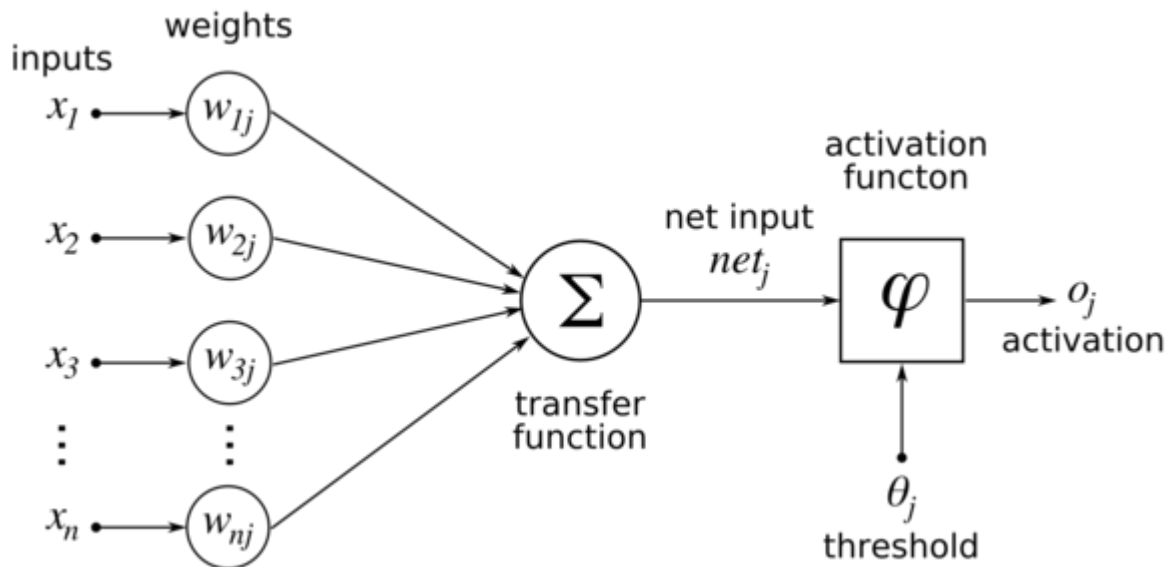 weights
inputs
x1
w1j
x2
w2j
x3
w3j
⋮
⋮
xn
wnj
Σ
transfer
function
net input
netj
activation
functon
φ
oj
activation
θj
threshold